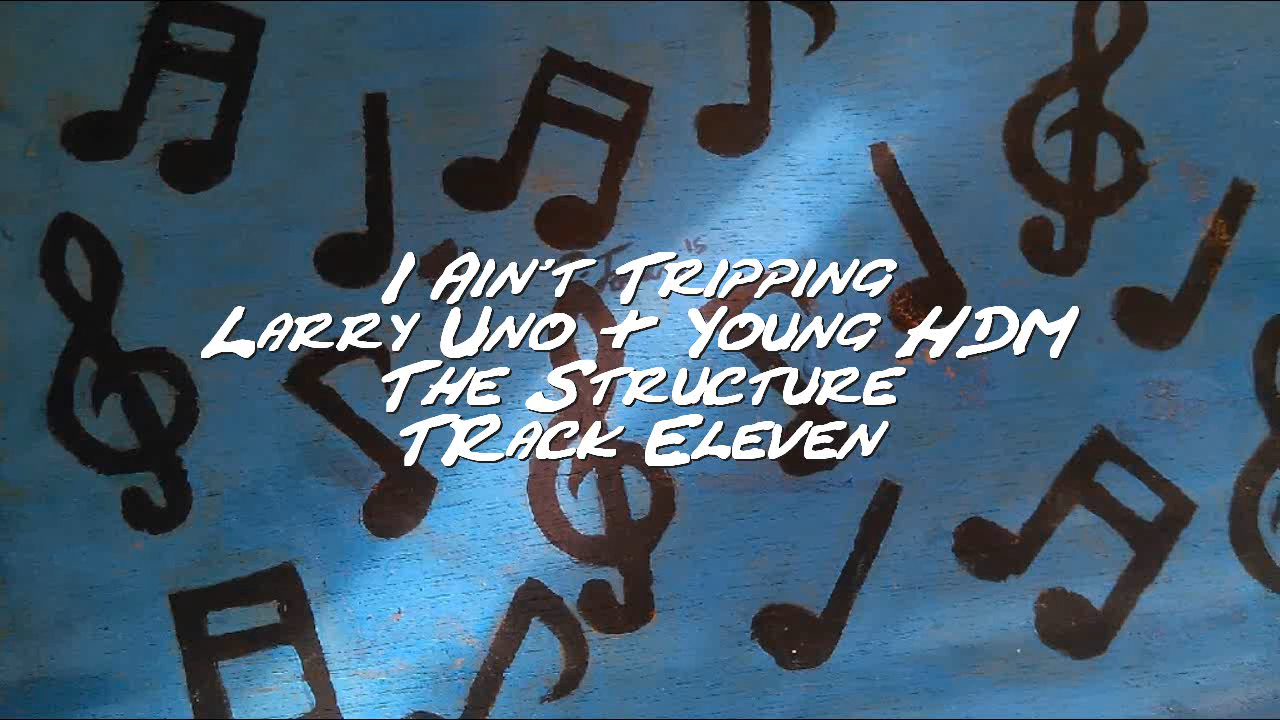 I Ain't Tripping
Larry Uno + Young HDM
The Structure
Track Eleven